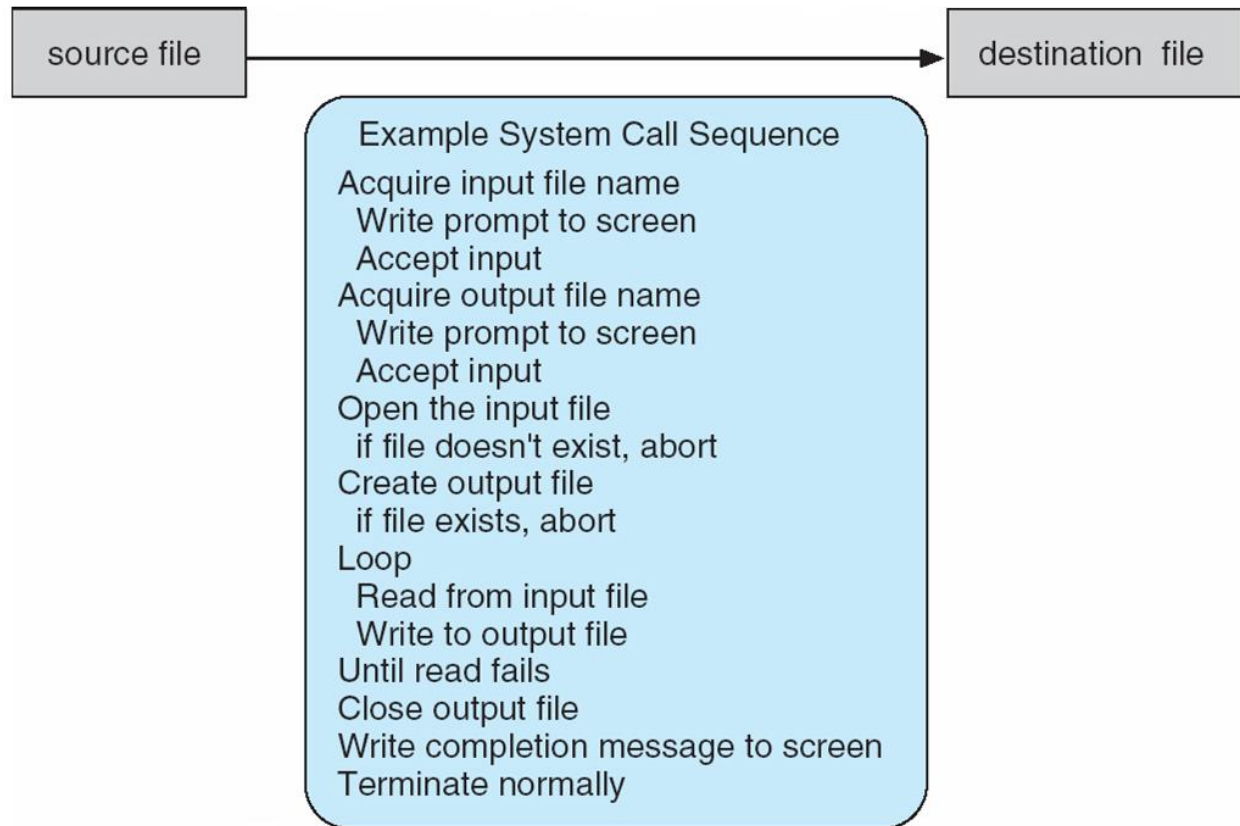 source file
destination file
Example System Call Sequence
Acquire input file name
Write prompt to screen
Accept input
Acquire output file name
Write prompt to screen
Accept input
Open the input file
if file doesn't exist, abort
Create output file
if file exists, abort
Loop
Read from input file
Write to output file
Until read fails
Close output file
Write completion message to screen
Terminate normally